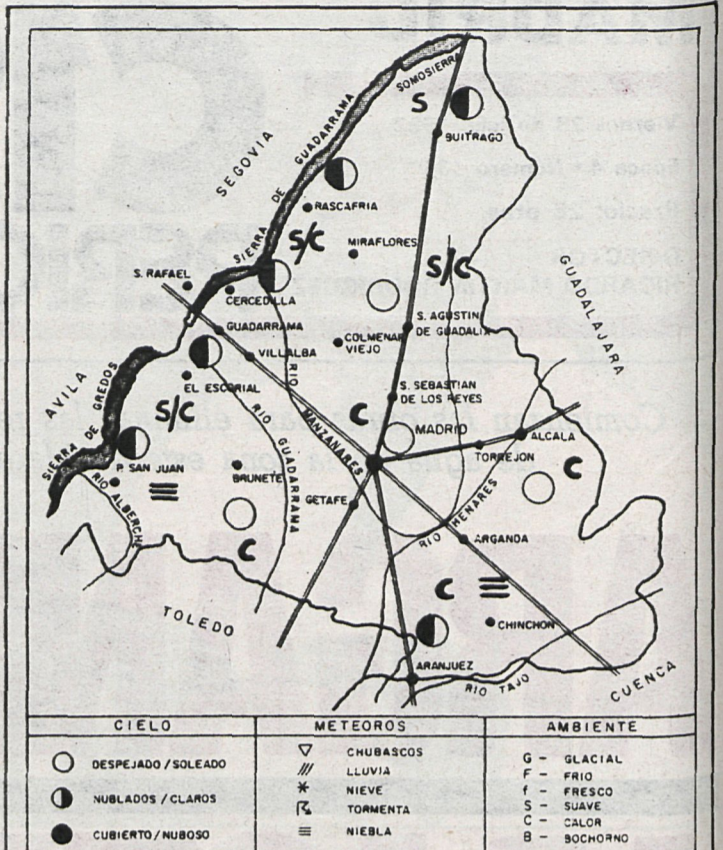 SOMOSIERRA
S
BUITRAGO
SEGOVIA
SIERRA DE GUADARRAMA
RASCAFRIA
S/C
MIRAFLORES
S/C
GUADALAJARA
S. RAFAEL
CERCEDILLA
GUADARRAMA
S. AGUSTIN
DE GUADALIX
COLMENAR
VIEJO
VILLALBA
RIO MANZANARES
AVILA
SIERRA DE GREDOS
EL ESCORIAL
S/C
RIO GUADARRAMA
S. SEBASTIAN
DE LOS REYES
C
MADRID
ALCALA
TORREJON
C
P. SAN JUAN
BRUNETE
RIO ALBERCHE
GETAFE
RIO HENARES
ARGANDA
C
C
TOLEDO
CHINCHON
ARANJUEZ
RIO TAJO
CUENCA
CIELO
DESPEJADO/SOLEADO
NUBLADOS/CLAROS
CUBIERTO/NUBOSO
METEOROS
CHUBASCOS
LLUVIA
NIEVE
TORMENTA
NIEBLA
AMBIENTE
G - GLACIAL
F - FRIO
f - FRESCO
S - SUAVE
C - CALOR
B - BOCHORNO